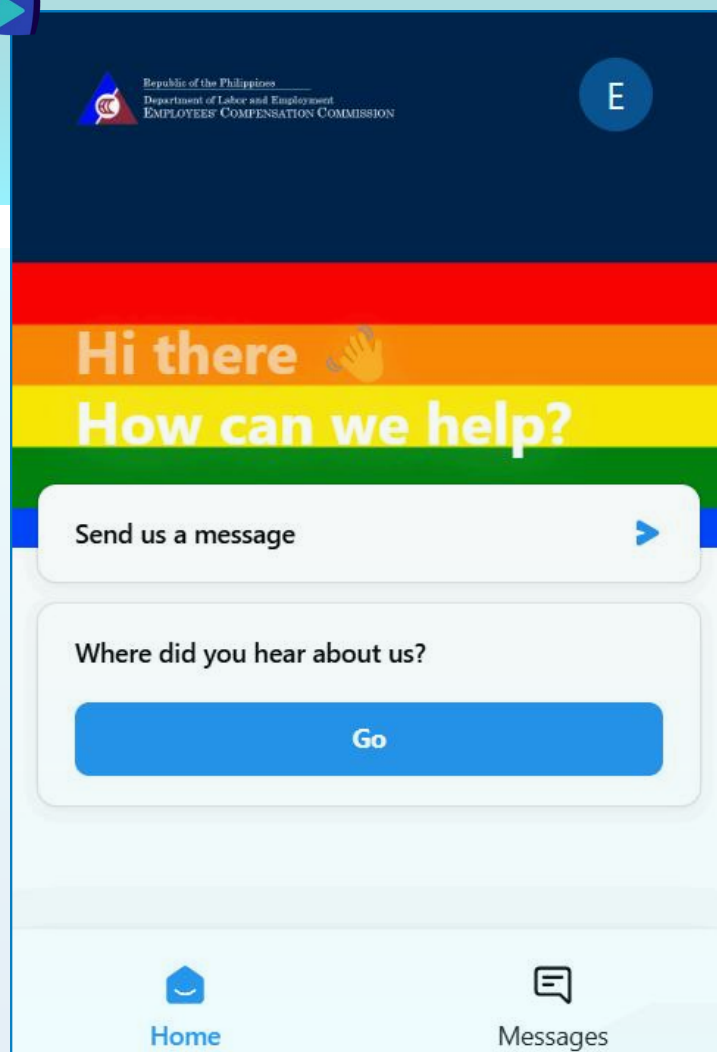 Republic of the Philippines
Department of Labor and Employment
EMPLOYEES' COMPENSATION COMMISSION
ECC
E
Hi there 👋
How can we help?
Send us a message
Where did you hear about us?
Go
Home
Messages